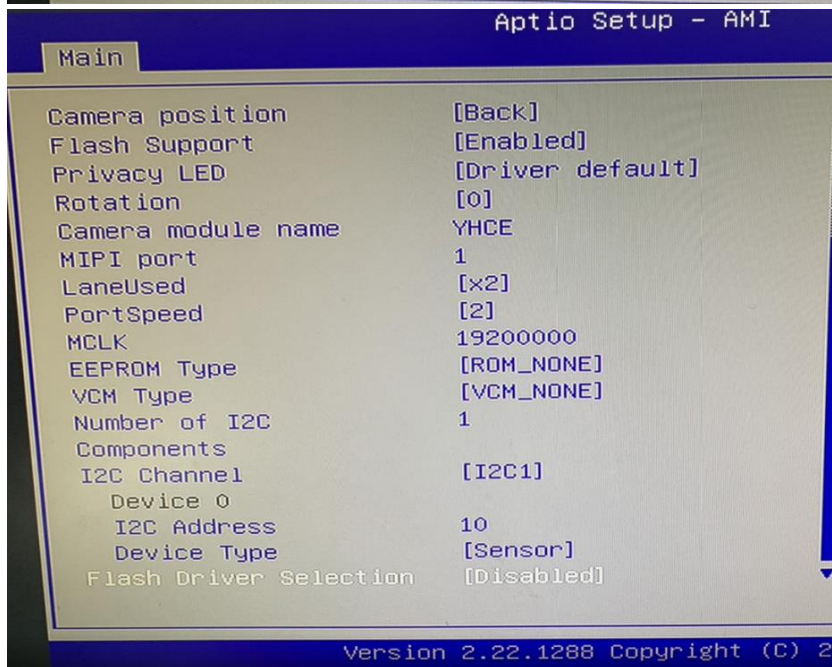 Aptio Setup – AMI
Main
Camera position [Back]
Flash Support [Enabled]
Privacy LED [Driver default]
Rotation [0]
Camera module name YHCE
MIPI port 1
LaneUsed [x2]
PortSpeed [2]
MCLK 19200000
EEPROM Type [ROM_NONE]
VCM Type [VCM_NONE]
Number of I2C 1
Components
I2C Channel [I2C1]
Device 0
I2C Address 10
Device Type [Sensor]
Flash Driver Selection [Disabled]
Version 2.22.1288 Copyright (C) 2